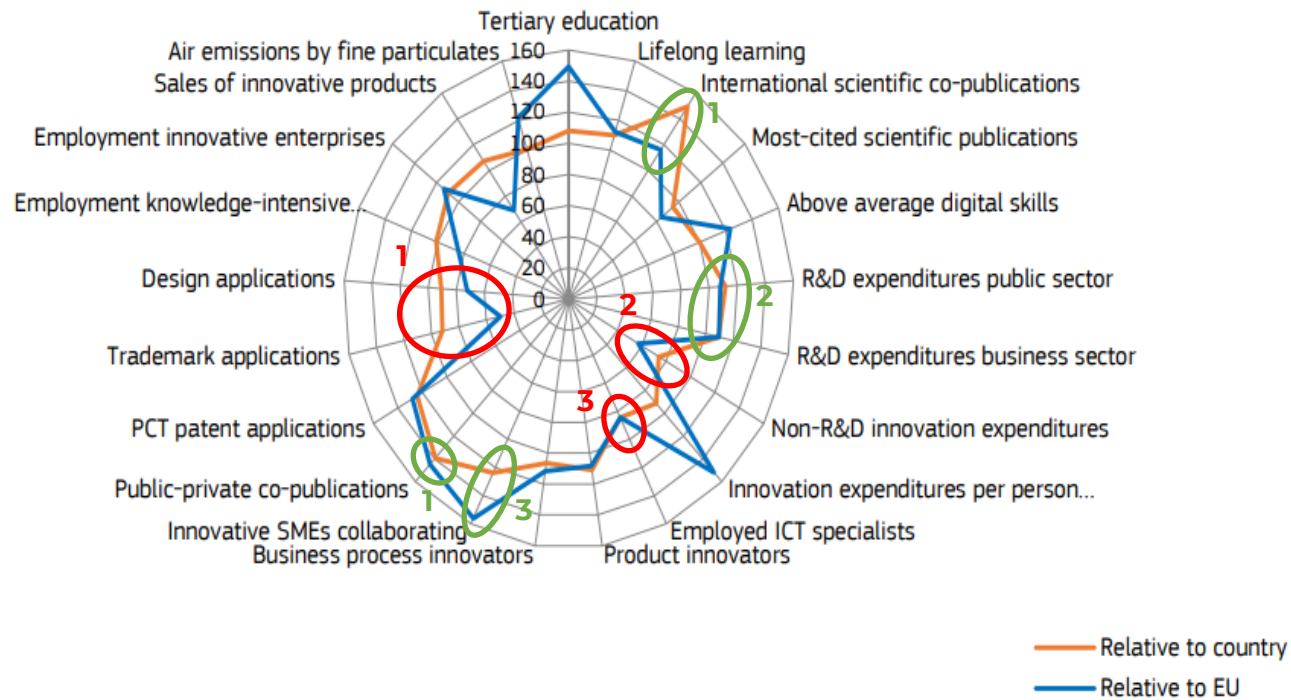 Tertiary education
Air emissions by fine particulates
160
Lifelong learning
Sales of innovative products
140
International scientific co-publications
1
120
Employment innovative enterprises
100
Most-cited scientific publications
80
Employment knowledge-intensive...
60
Above average digital skills
40
1
Design applications
20
R&D expenditures public sector
0
2
2
Trademark applications
R&D expenditures business sector
3
PCT patent applications
Non-R&D innovation expenditures
Public-private co-publications
1
3
Innovation expenditures per person...
Innovative SMEs collaborating
Employed ICT specialists
Business process innovators
Product innovators
Relative to country
Relative to EU